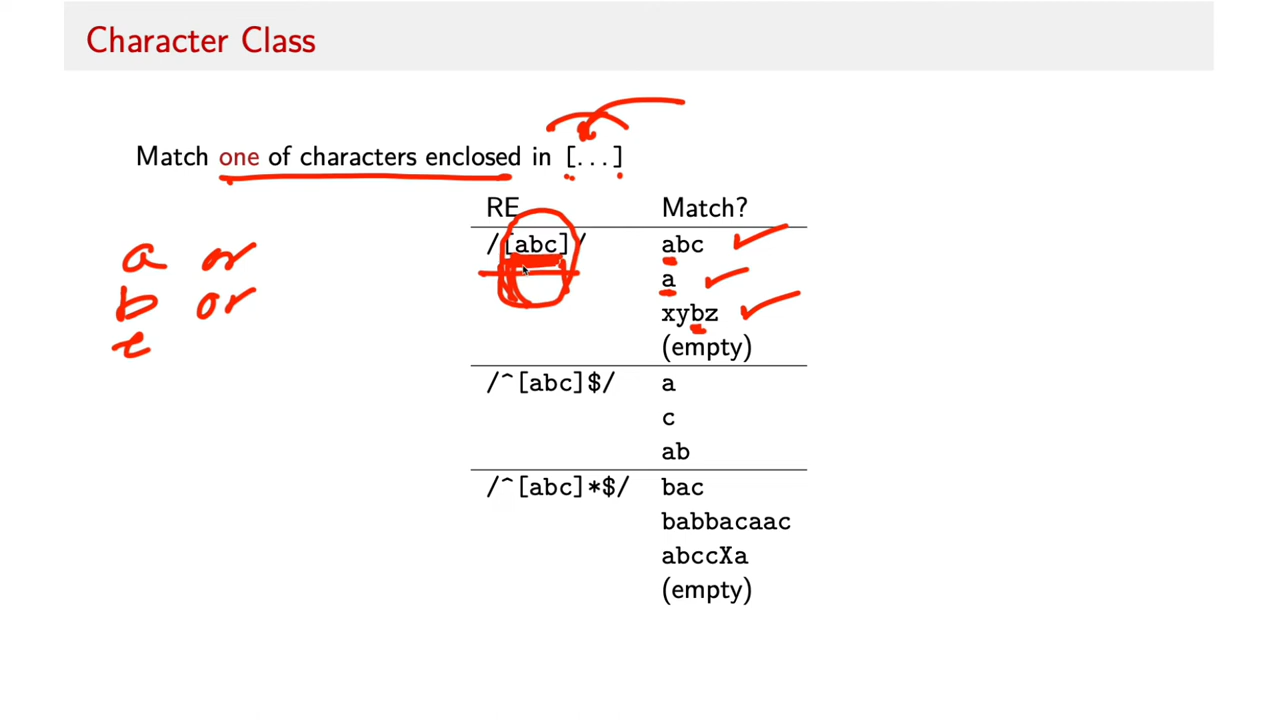 Character Class
Match one of characters enclosed in [...]
RE Match?
/[abc]/ abc
a or
a
b or
xybz
c
(empty)
/^[abc]$/ a
c
ab
/^[abc]*$/ bac
babbacaac
abccXa
(empty)